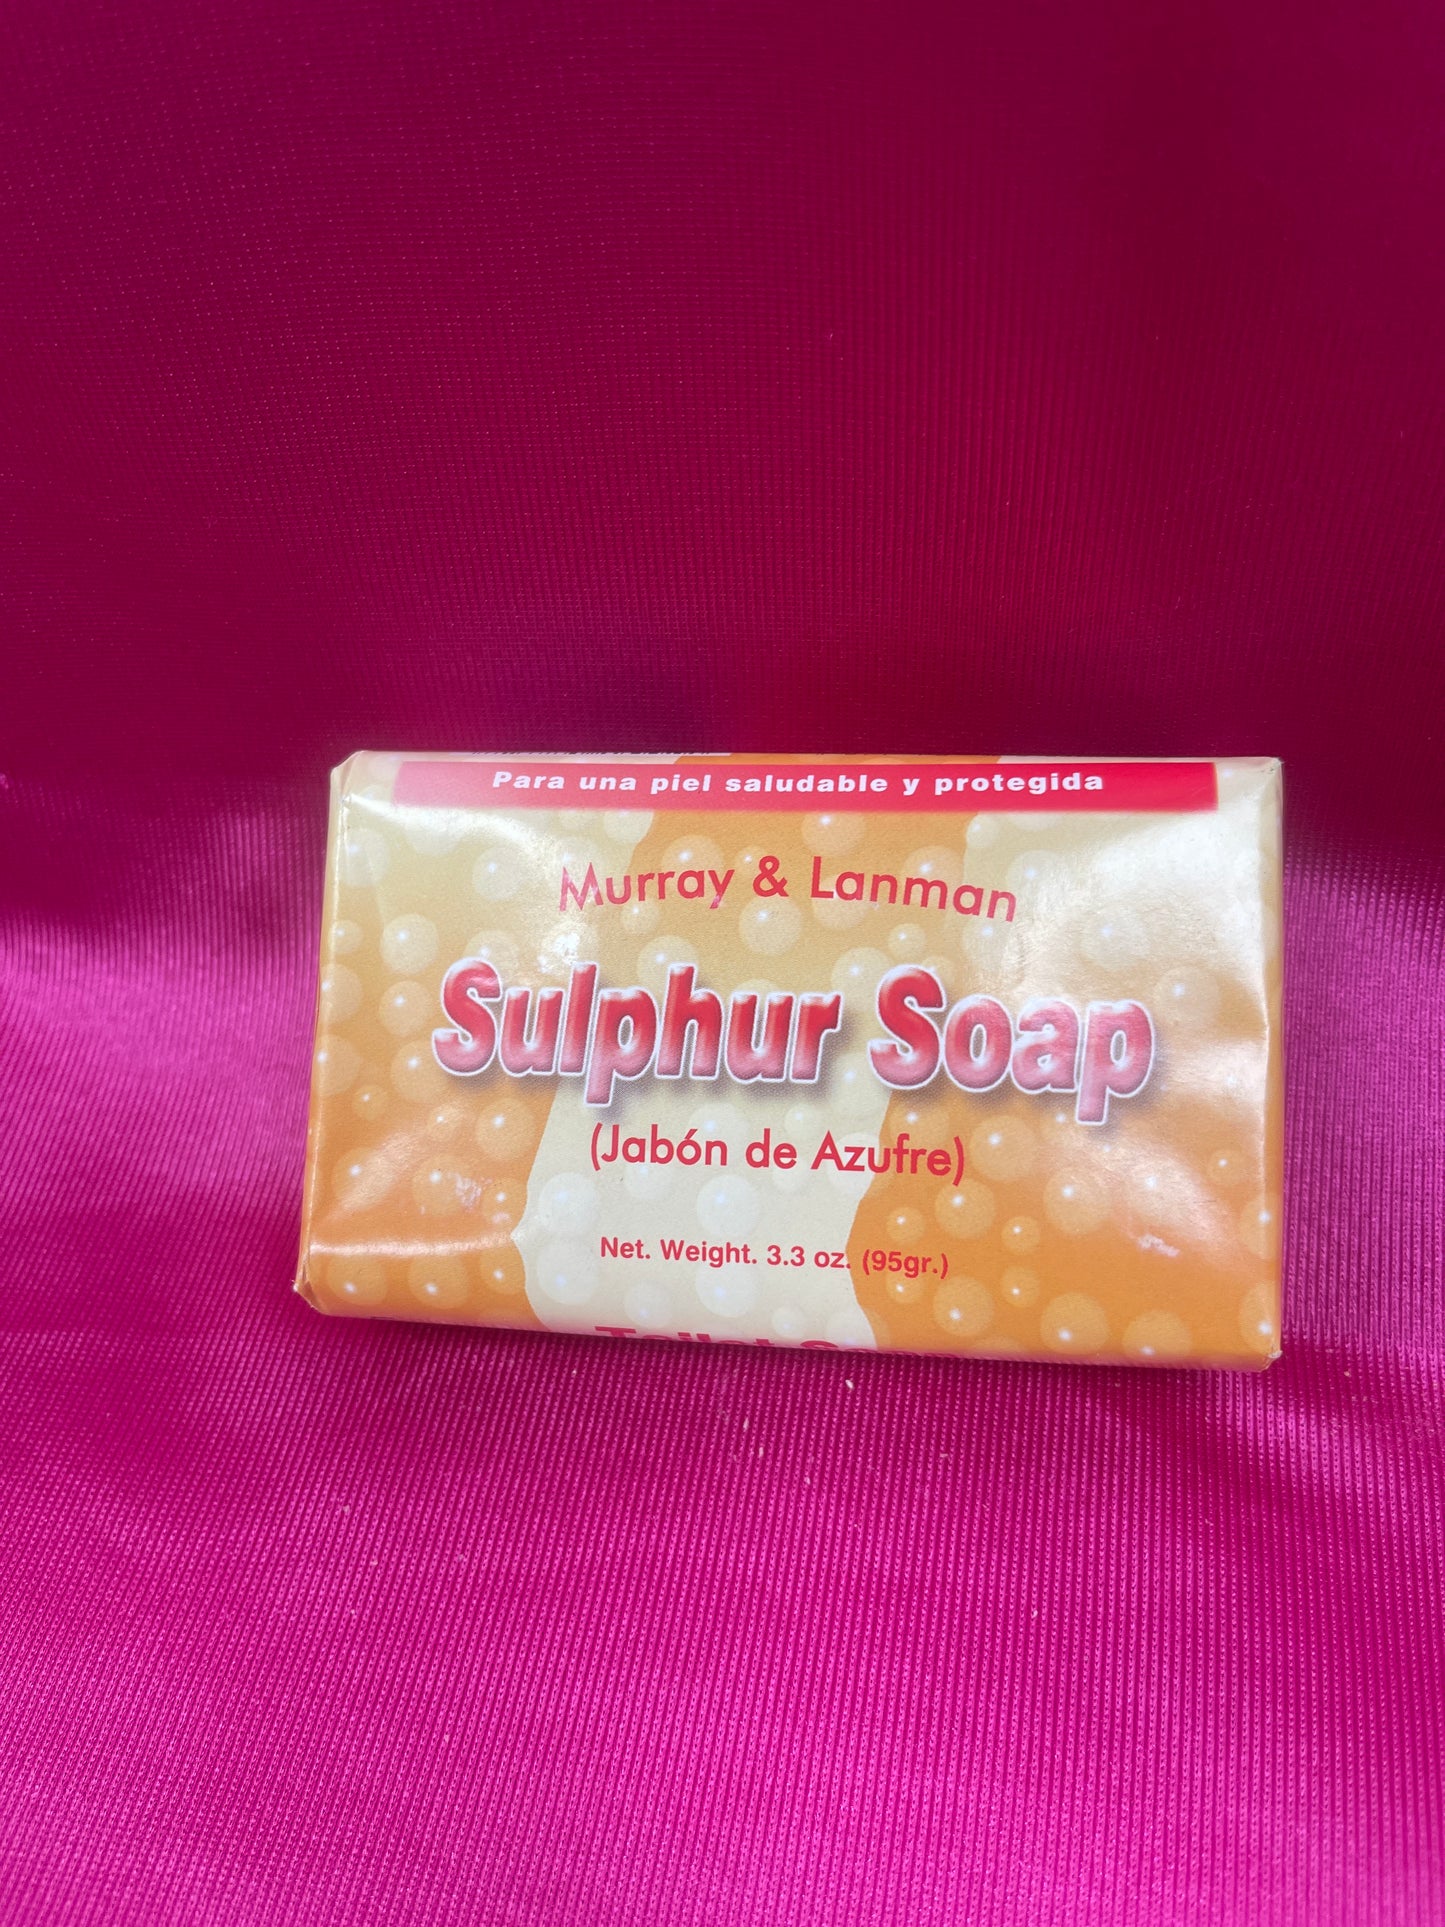 Para una piel saludable y protegida
Murray & Lanman
Sulphur Soap
(Jabón de Azufre)
Net. Weight. 3.3 oz. (95gr.)